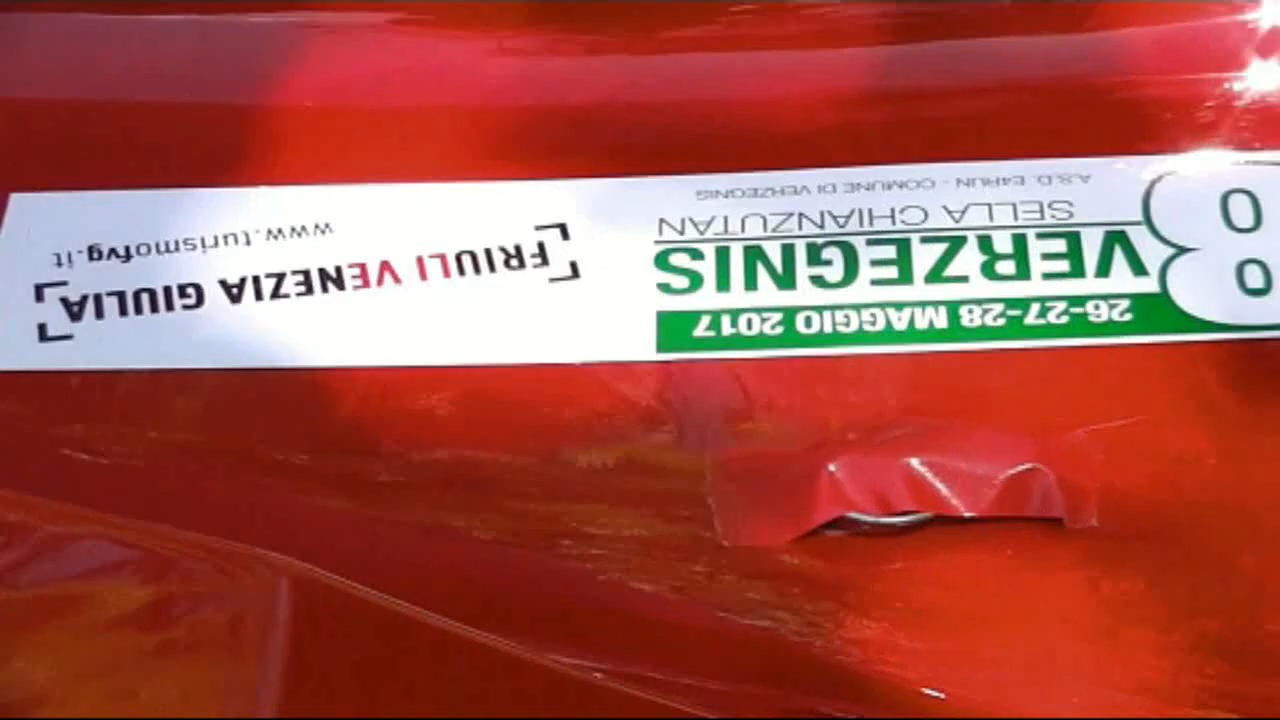 26-27-28 MAGGIO 2017
VERZEGNIS
SELLA CHIANZUTAN
A.S.D. E4RUN - COMUNE DI VERZEGNIS
FRIULI VENEZIA GIULIA
www.turismofvg.it